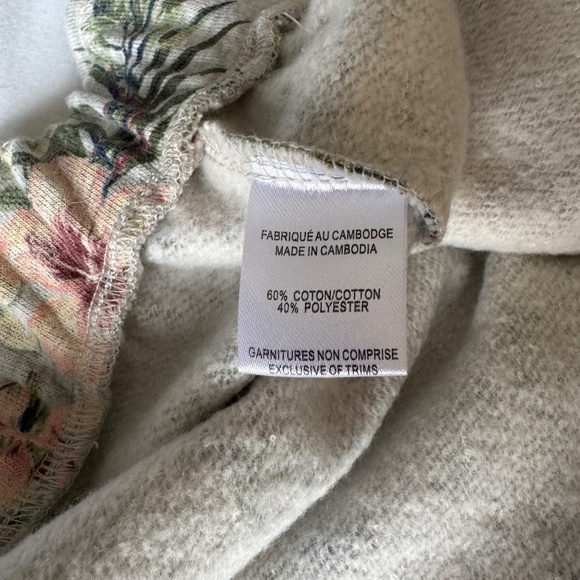 FABRIQUÉ AU CAMBODGE
MADE IN CAMBODIA
60% COTON/COTTON
40% POLYESTER
GARNITURES NON COMPRISE
EXCLUSIVE OF TRIMS